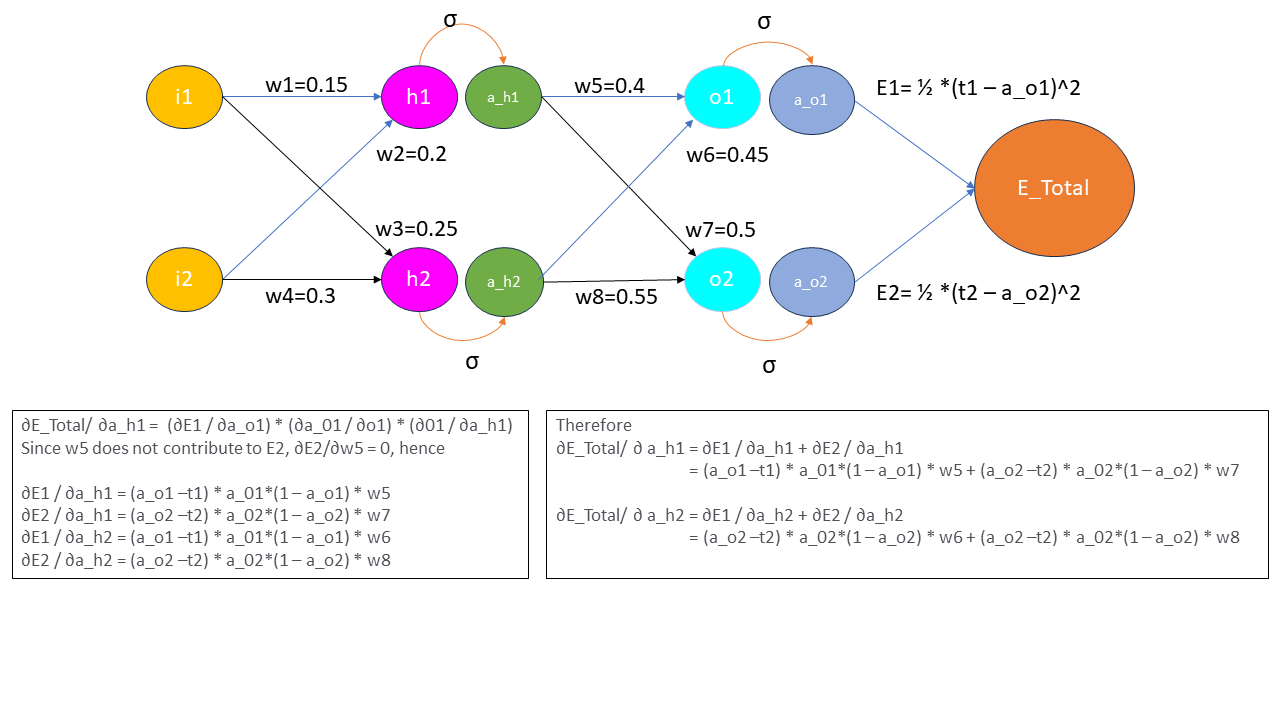 σ
σ
i1
w1=0.15
h1
a_h1
w5=0.4
o1
a_o1
E1= ½ *(t1 – a_o1)^2
w2=0.2
w6=0.45
E_Total
w3=0.25
w7=0.5
i2
w4=0.3
h2
a_h2
w8=0.55
o2
a_o2
E2= ½ *(t2 – a_o2)^2
σ
σ
∂E_Total/ ∂a_h1 = (∂E1 / ∂a_o1) * (∂a_01 / ∂o1) * (∂01 / ∂a_h1)
Since w5 does not contribute to E2, ∂E2/∂w5 = 0, hence
∂E1 / ∂a_h1 = (a_o1 –t1) * a_01*(1 – a_o1) * w5
∂E2 / ∂a_h1 = (a_o2 –t2) * a_02*(1 – a_o2) * w7
∂E1 / ∂a_h2 = (a_o1 –t1) * a_01*(1 – a_o1) * w6
∂E2 / ∂a_h2 = (a_o2 –t2) * a_02*(1 – a_o2) * w8
Therefore
∂E_Total/ ∂ a_h1 = ∂E1 / ∂a_h1 + ∂E2 / ∂a_h1
= (a_o1 –t1) * a_01*(1 – a_o1) * w5 + (a_o2 –t2) * a_02*(1 – a_o2) * w7
∂E_Total/ ∂ a_h2 = ∂E1 / ∂a_h2 + ∂E2 / ∂a_h2
= (a_o2 –t2) * a_02*(1 – a_o2) * w6 + (a_o2 –t2) * a_02*(1 – a_o2) * w8